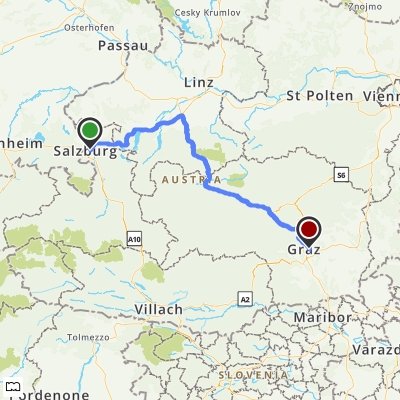 Cesky Krumlov
Znojmo
Osterhofen
Passau
Linz
St Polten
Vienn
nheim
Salzburg
AUSTRIA
S6
A10
Graz
A2
Villach
Maribor
Tolmezzo
Varazd
SLOVENIA
Pordenone